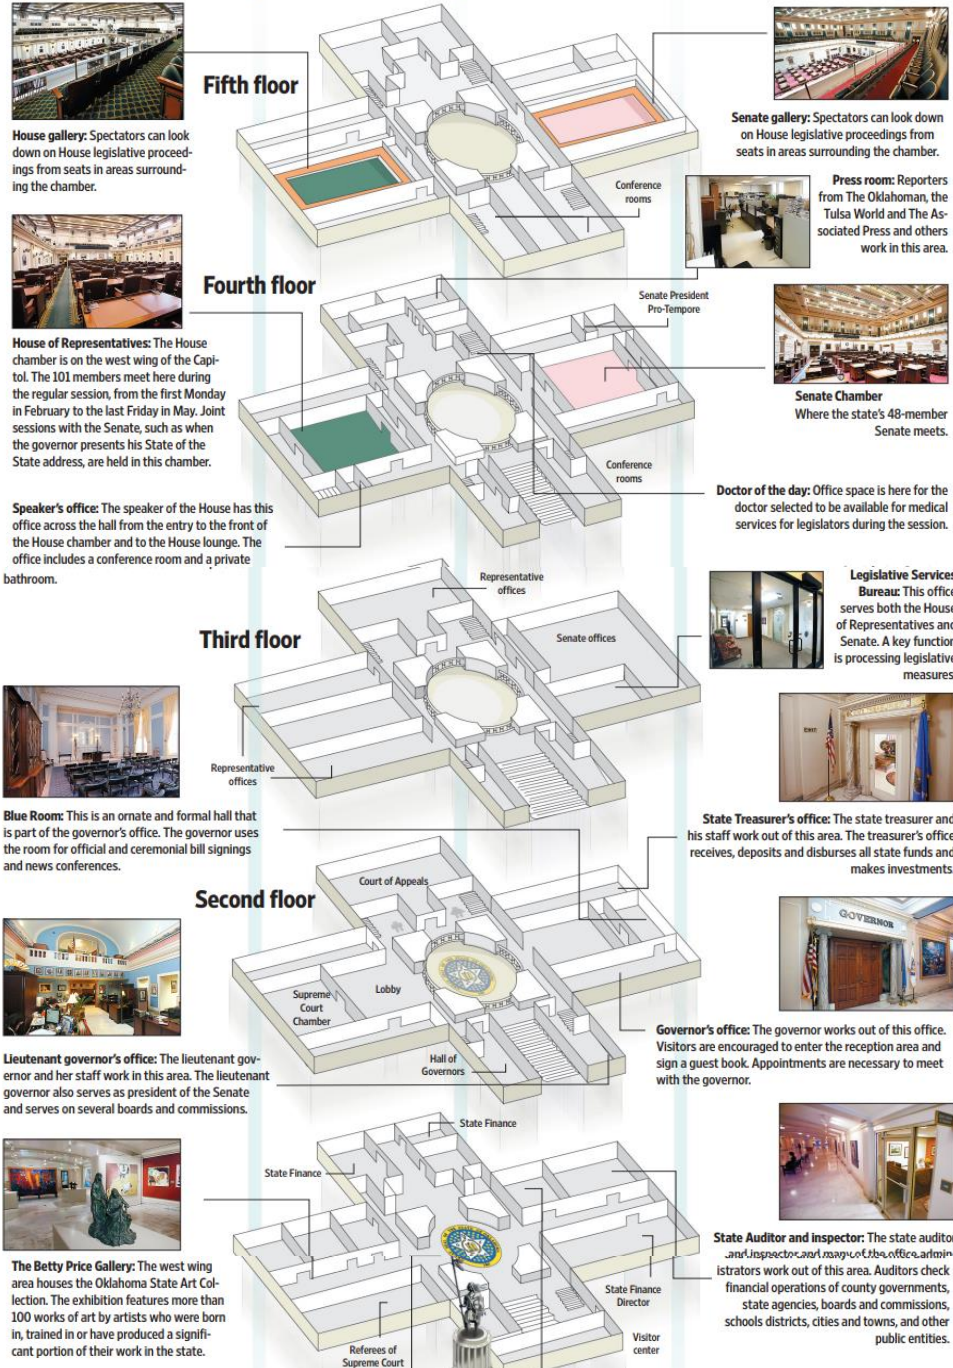 Fifth floor
House gallery: Spectators can look
down on House legislative proceed-
ings from seats in areas surround-
ing the chamber.
Senate gallery: Spectators can look down
on House legislative proceedings from
seats in areas surrounding the chamber.
Conference
rooms
Press room: Reporters
from The Oklahoman, the
Tulsa World and The As-
sociated Press and others
work in this area.
Fourth floor
Senate President
Pro-Tempore
House of Representatives: The House
chamber is on the west wing of the Capi-
tol. The 101 members meet here during
the regular session, from the first Monday
in February to the last Friday in May. Joint
sessions with the Senate, such as when
the governor presents his State of the
State address, are held in this chamber.
Senate Chamber
Where the state's 48-member
Senate meets.
Conference
rooms
Speaker's office: The speaker of the House has this
office across the hall from the entry to the front of
the House chamber and to the House lounge. The
office includes a conference room and a private
bathroom.
Doctor of the day: Office space is here for the
doctor selected to be available for medical
services for legislators during the session.
Representative
offices
Legislative Services
Bureau: This office
serves both the House
of Representatives and
Senate. A key function
is processing legislative
measures
Third floor
Senate offices
Representative
offices
Blue Room: This is an ornate and formal hall that
is part of the governor's office. The governor uses
the room for official and ceremonial bill signings
and news conferences.
State Treasurer's office: The state treasurer and
his staff work out of this area. The treasurer's office
receives, deposits and disburses all state funds and
makes investments.
Second floor
Court of Appeals
GOVERNOR
Supreme
Court
Chamber
Lobby
Hall of
Governors
Governor's office: The governor works out of this office.
Visitors are encouraged to enter the reception area and
sign a guest book. Appointments are necessary to meet
with the governor.
Lieutenant governor's office: The lieutenant gov-
ernor and her staff work in this area. The lieutenant
governor also serves as president of the Senate
and serves on several boards and commissions.
State Finance
State Finance
State Auditor and inspector: The state auditor
and inspector and many of the office admin-
istrators work out of this area. Auditors check
financial operations of county governments,
state agencies, boards and commissions,
schools districts, cities and towns, and other
public entities.
The Betty Price Gallery: The west wing
area houses the Oklahoma State Art Col-
lection. The exhibition features more than
100 works of art by artists who were born
in, trained in or have produced a signifi-
cant portion of their work in the state.
State Finance
Director
Referees of
Supreme Court
Visitor
center